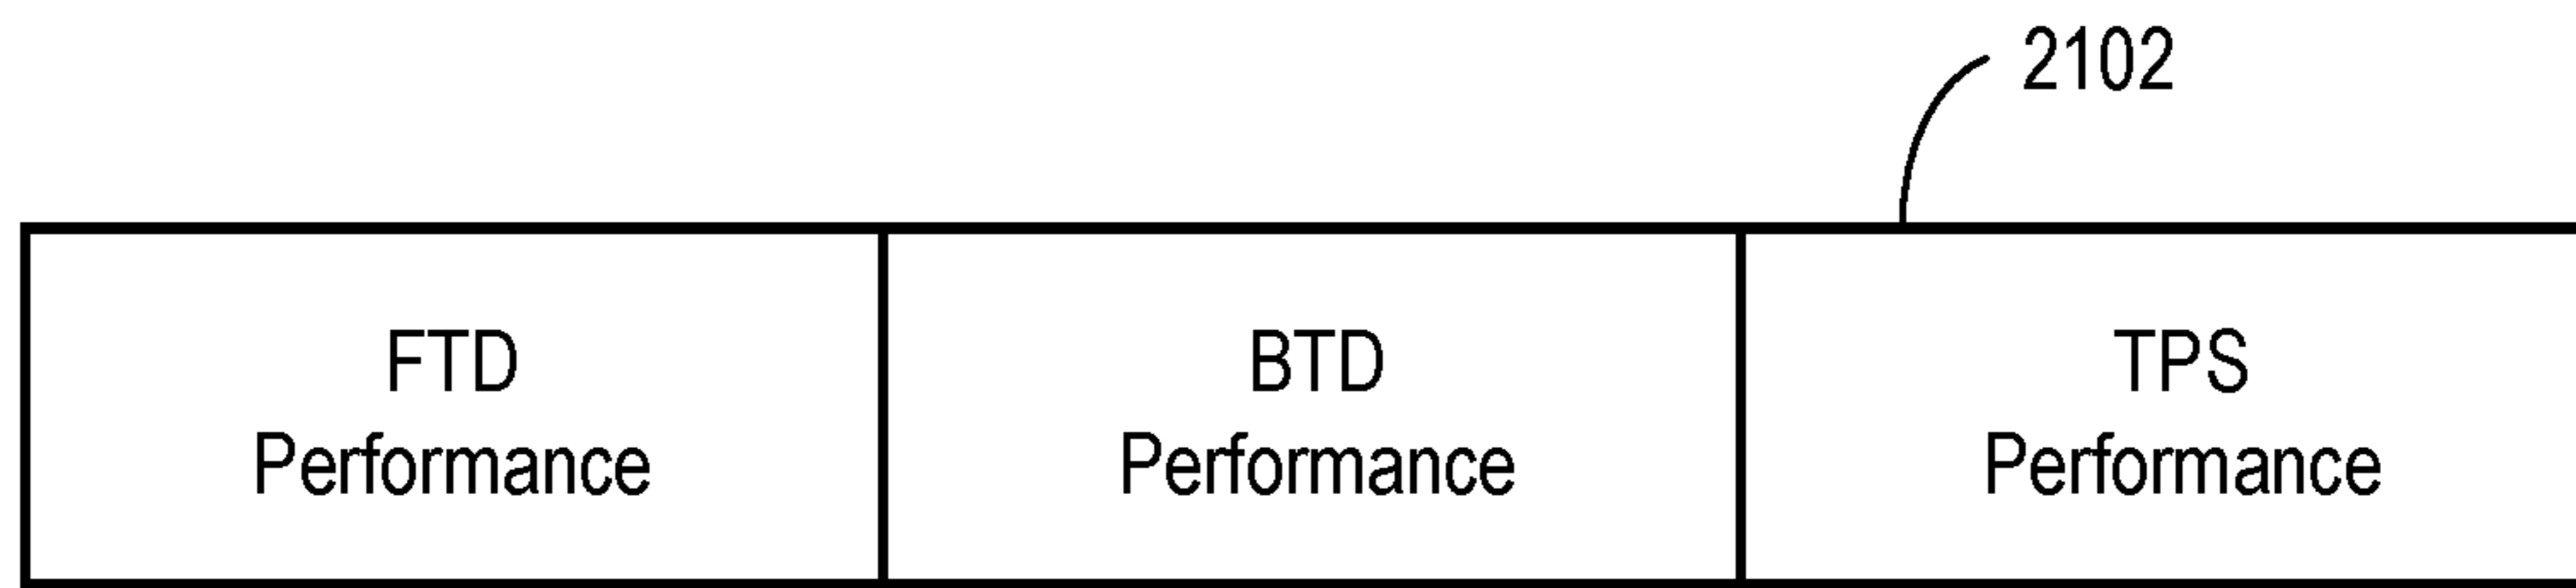 2102
FTD
Performance
BTD
Performance
TPS
Performance